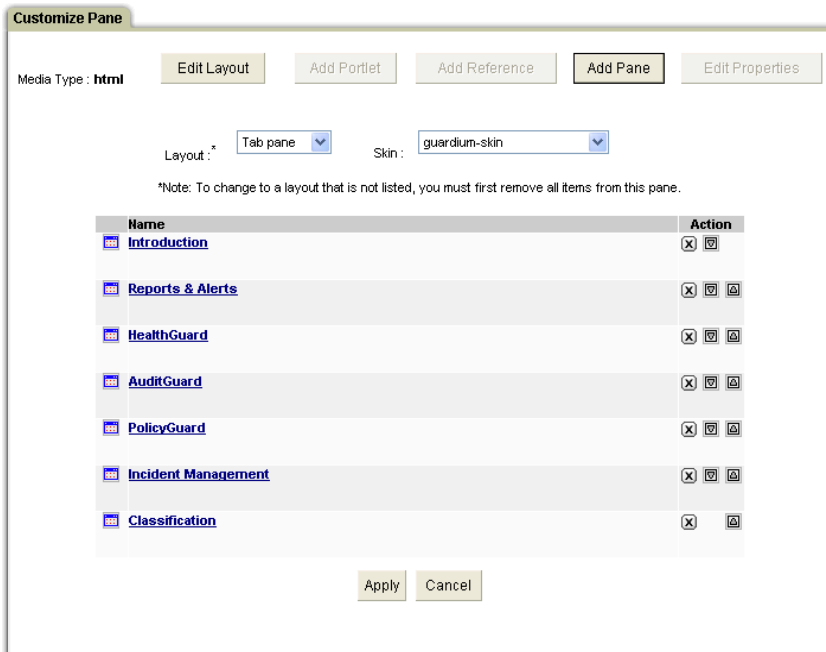 Customize Pane
Media Type : html Edit Layout Add Portlet Add Reference Add Pane Edit Properties
Layout :* Tab pane Skin : guardium-skin
*Note: To change to a layout that is not listed, you must first remove all items from this pane.
Name Action
Introduction
Reports & Alerts
HealthGuard
AuditGuard
PolicyGuard
Incident Management
Classification
Apply Cancel